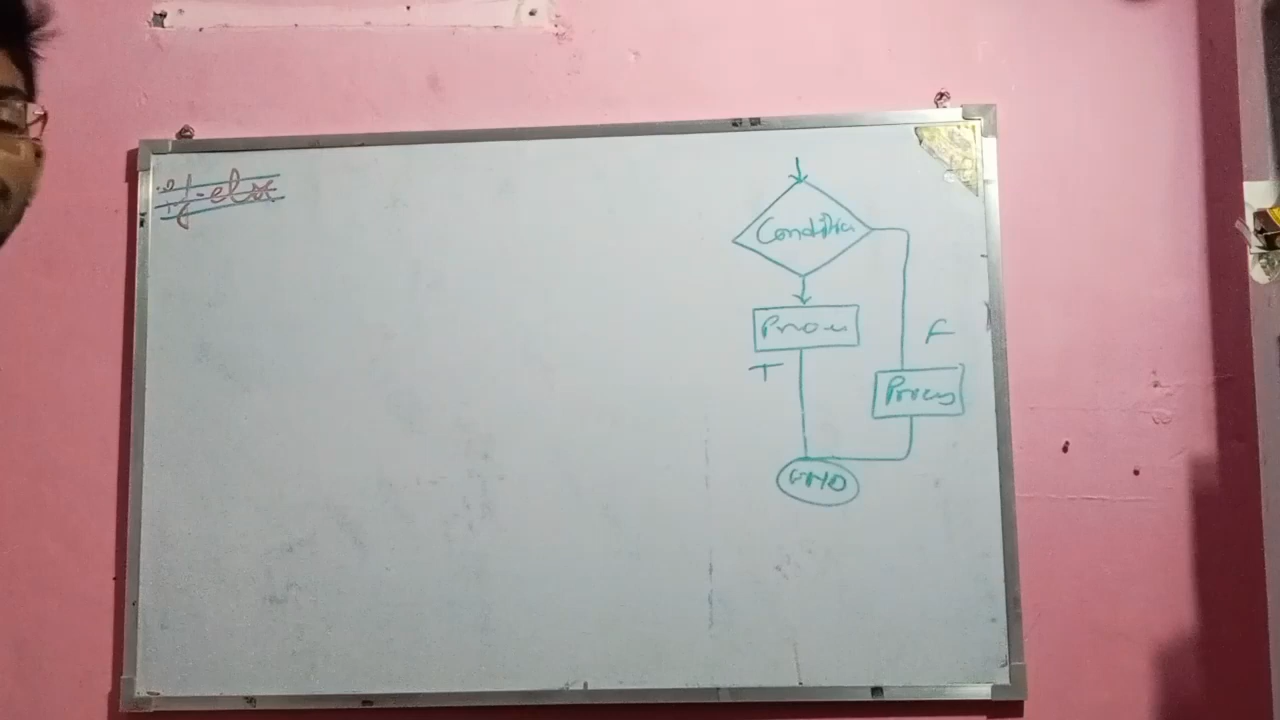 if-else
Condition
Process
F
T
Process
END